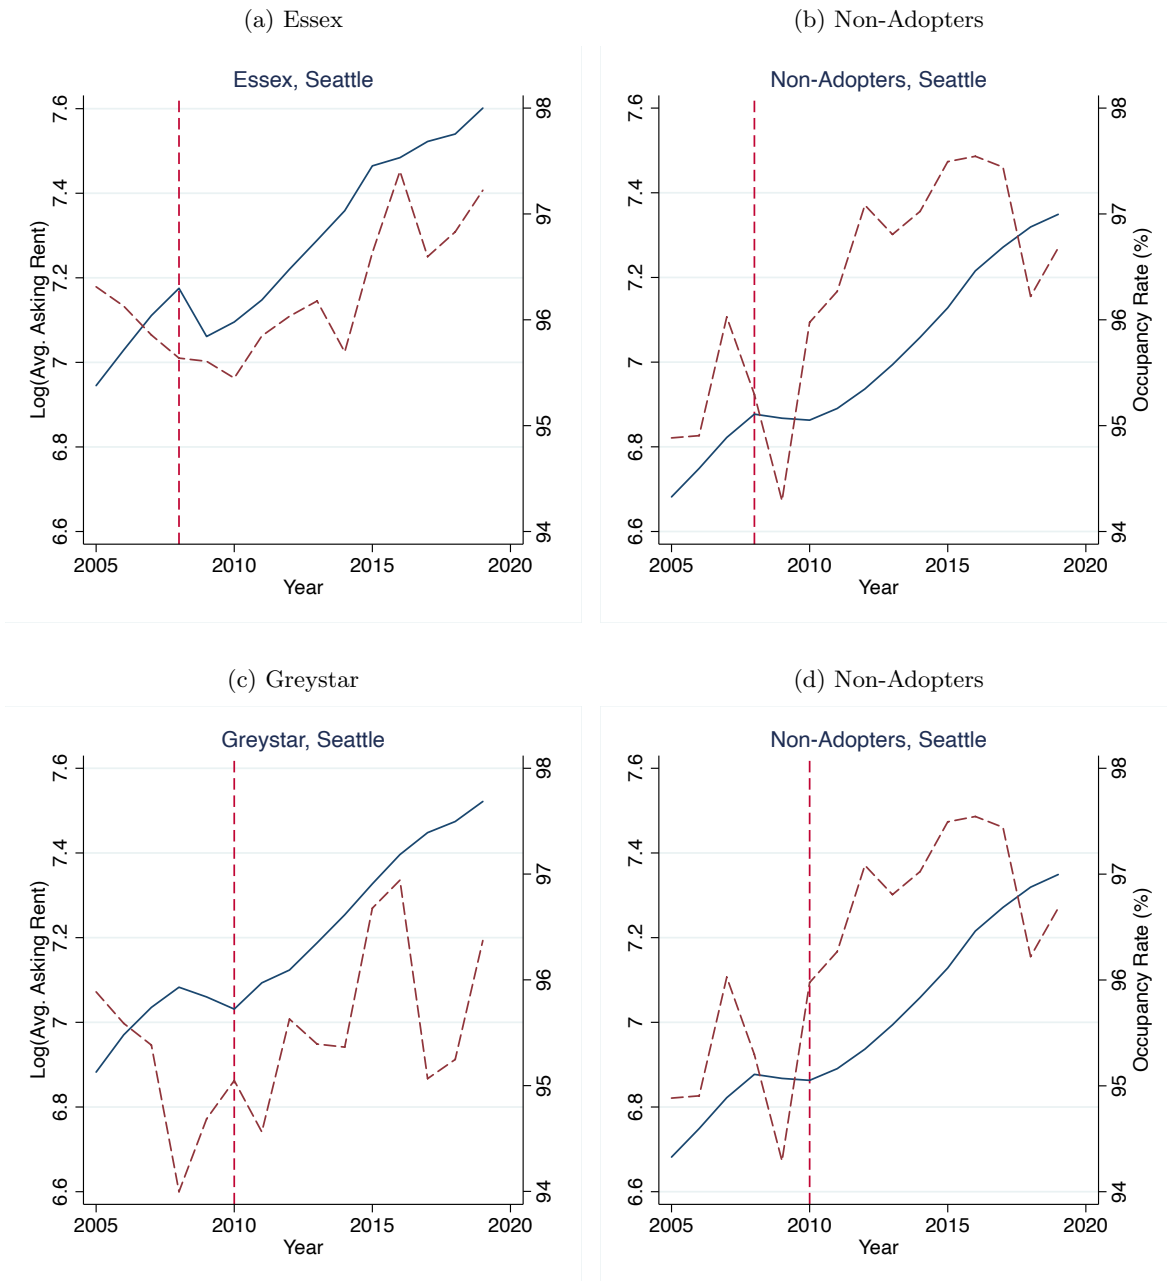 (a) Essex
Essex, Seattle
Log(Avg. Asking Rent)
7.6
7.4
7.2
7
6.8
6.6
98
97
96
95
94
2005 2010 2015 2020
Year
(b) Non-Adopters
Non-Adopters, Seattle
7.6
7.4
7.2
7
6.8
6.6
98
97
96
95
94
Occupancy Rate (%)
2005 2010 2015 2020
Year
(c) Greystar
Greystar, Seattle
Log(Avg. Asking Rent)
7.6
7.4
7.2
7
6.8
6.6
98
97
96
95
94
2005 2010 2015 2020
Year
(d) Non-Adopters
Non-Adopters, Seattle
7.6
7.4
7.2
7
6.8
6.6
98
97
96
95
94
Occupancy Rate (%)
2005 2010 2015 2020
Year